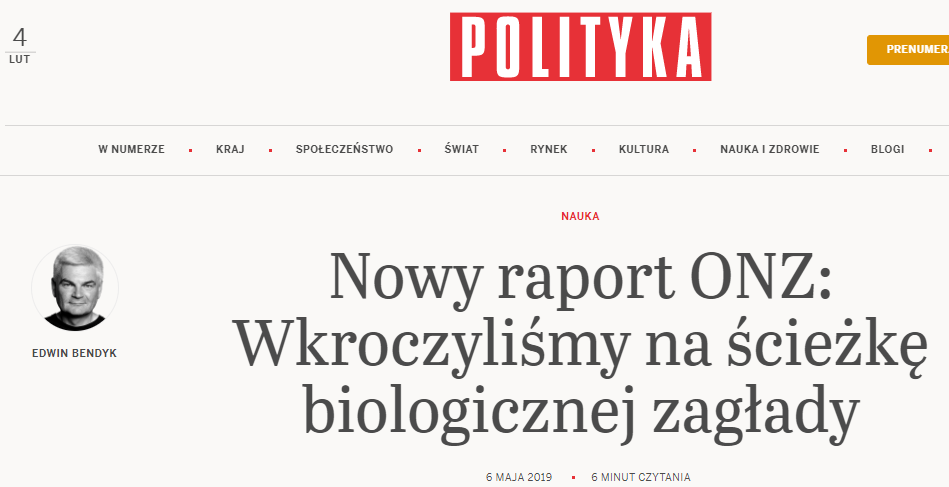 4
LUT
POLITYKA
W NUMERZE KRAJ SPOŁECZEŃSTWO ŚWIAT RYNEK KULTURA NAUKA I ZDROWIE BLOGI
NAUKA
Nowy raport ONZ:
Wkroczyliśmy na ścieżkę
biologicznej zagłady
EDWIN BENDYK
6 MAJA 2019 6 MINUT CZYTANIA